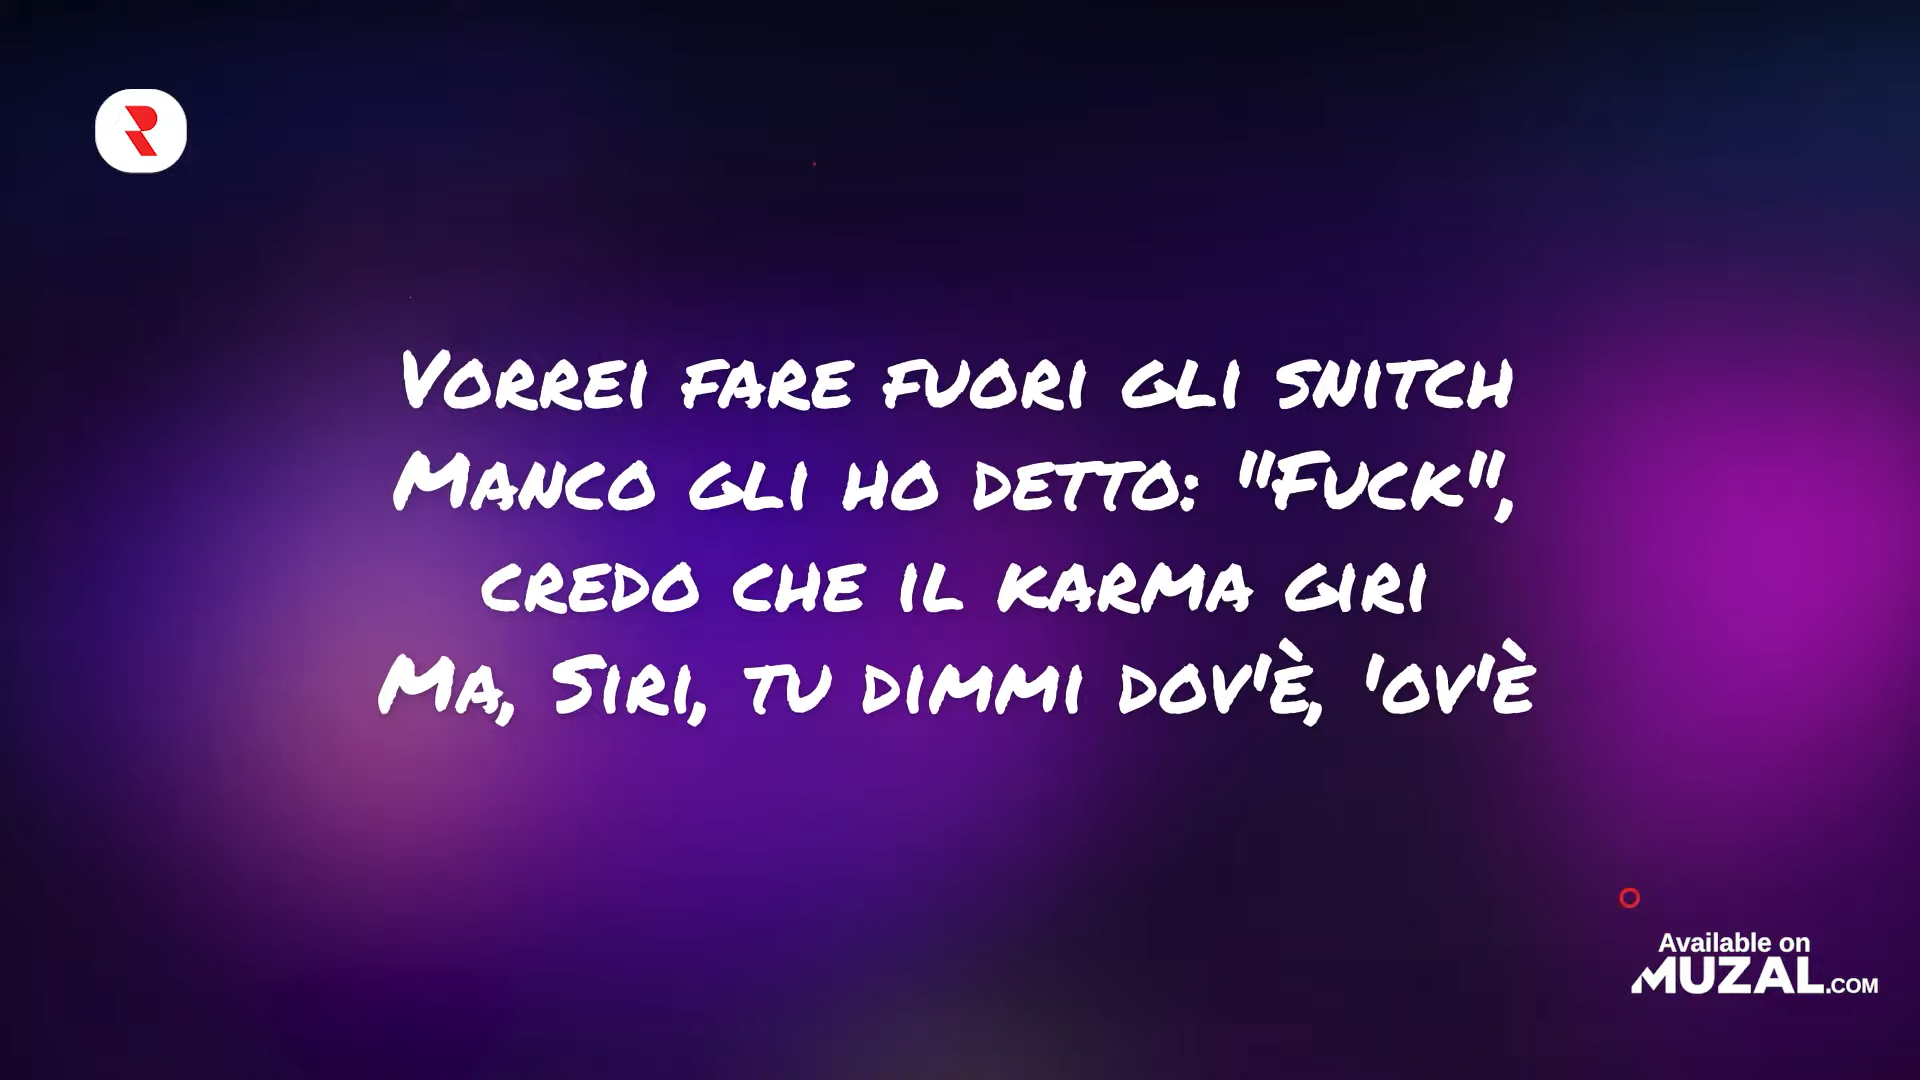 Vorrei fare fuori gli snitch
Manco gli ho detto: "Fuck",
credo che il karma giri
Ma, Siri, tu dimmi dov'è, 'ov'è
Available on
MUZAL.COM